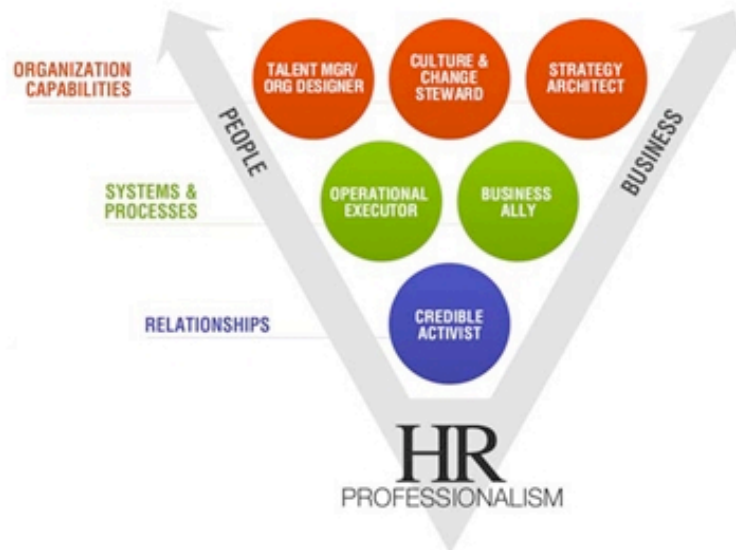 ORGANIZATION
CAPABILITIES
TALENT MGR/
ORG DESIGNER
CULTURE &
CHANGE
STEWARD
STRATEGY
ARCHITECT
PEOPLE
BUSINESS
SYSTEMS &
PROCESSES
OPERATIONAL
EXECUTOR
BUSINESS
ALLY
RELATIONSHIPS
CREDIBLE
ACTIVIST
HR
PROFESSIONALISM